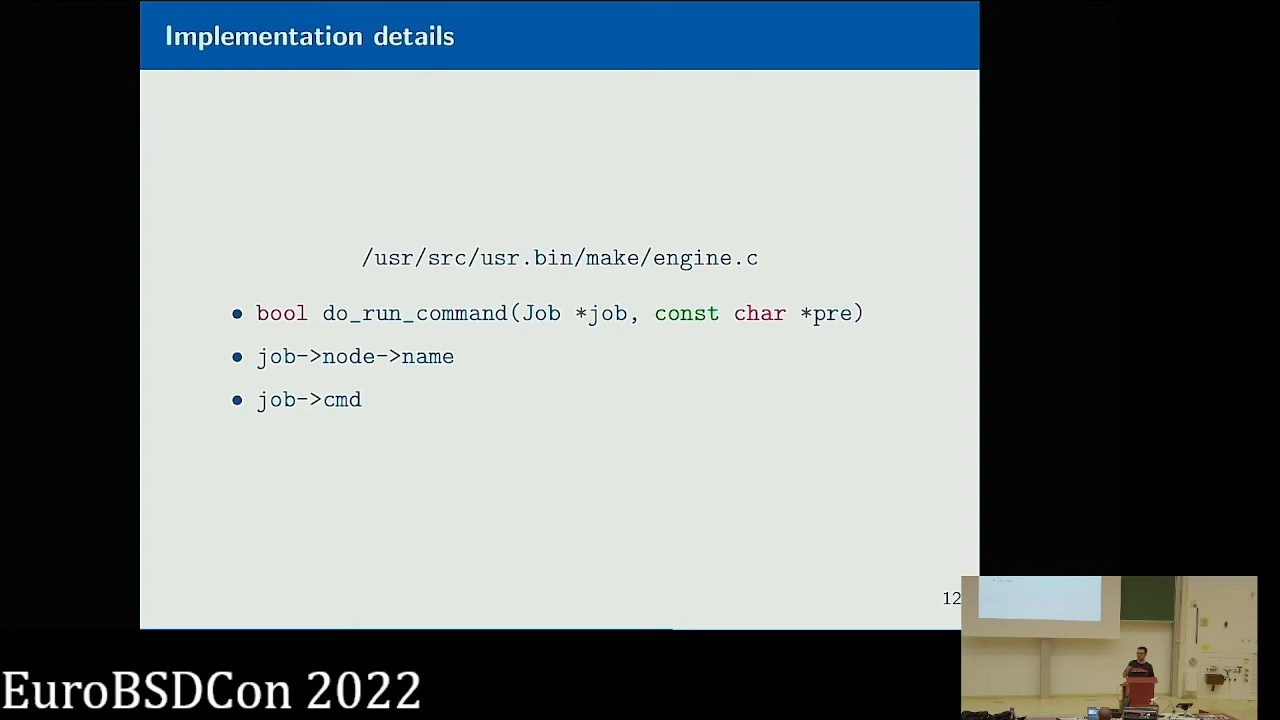 Implementation details
/usr/src/usr.bin/make/engine.c
• bool do_run_command(Job *job, const char *pre)
• job->node->name
• job->cmd
12
EuroBSDCon 2022